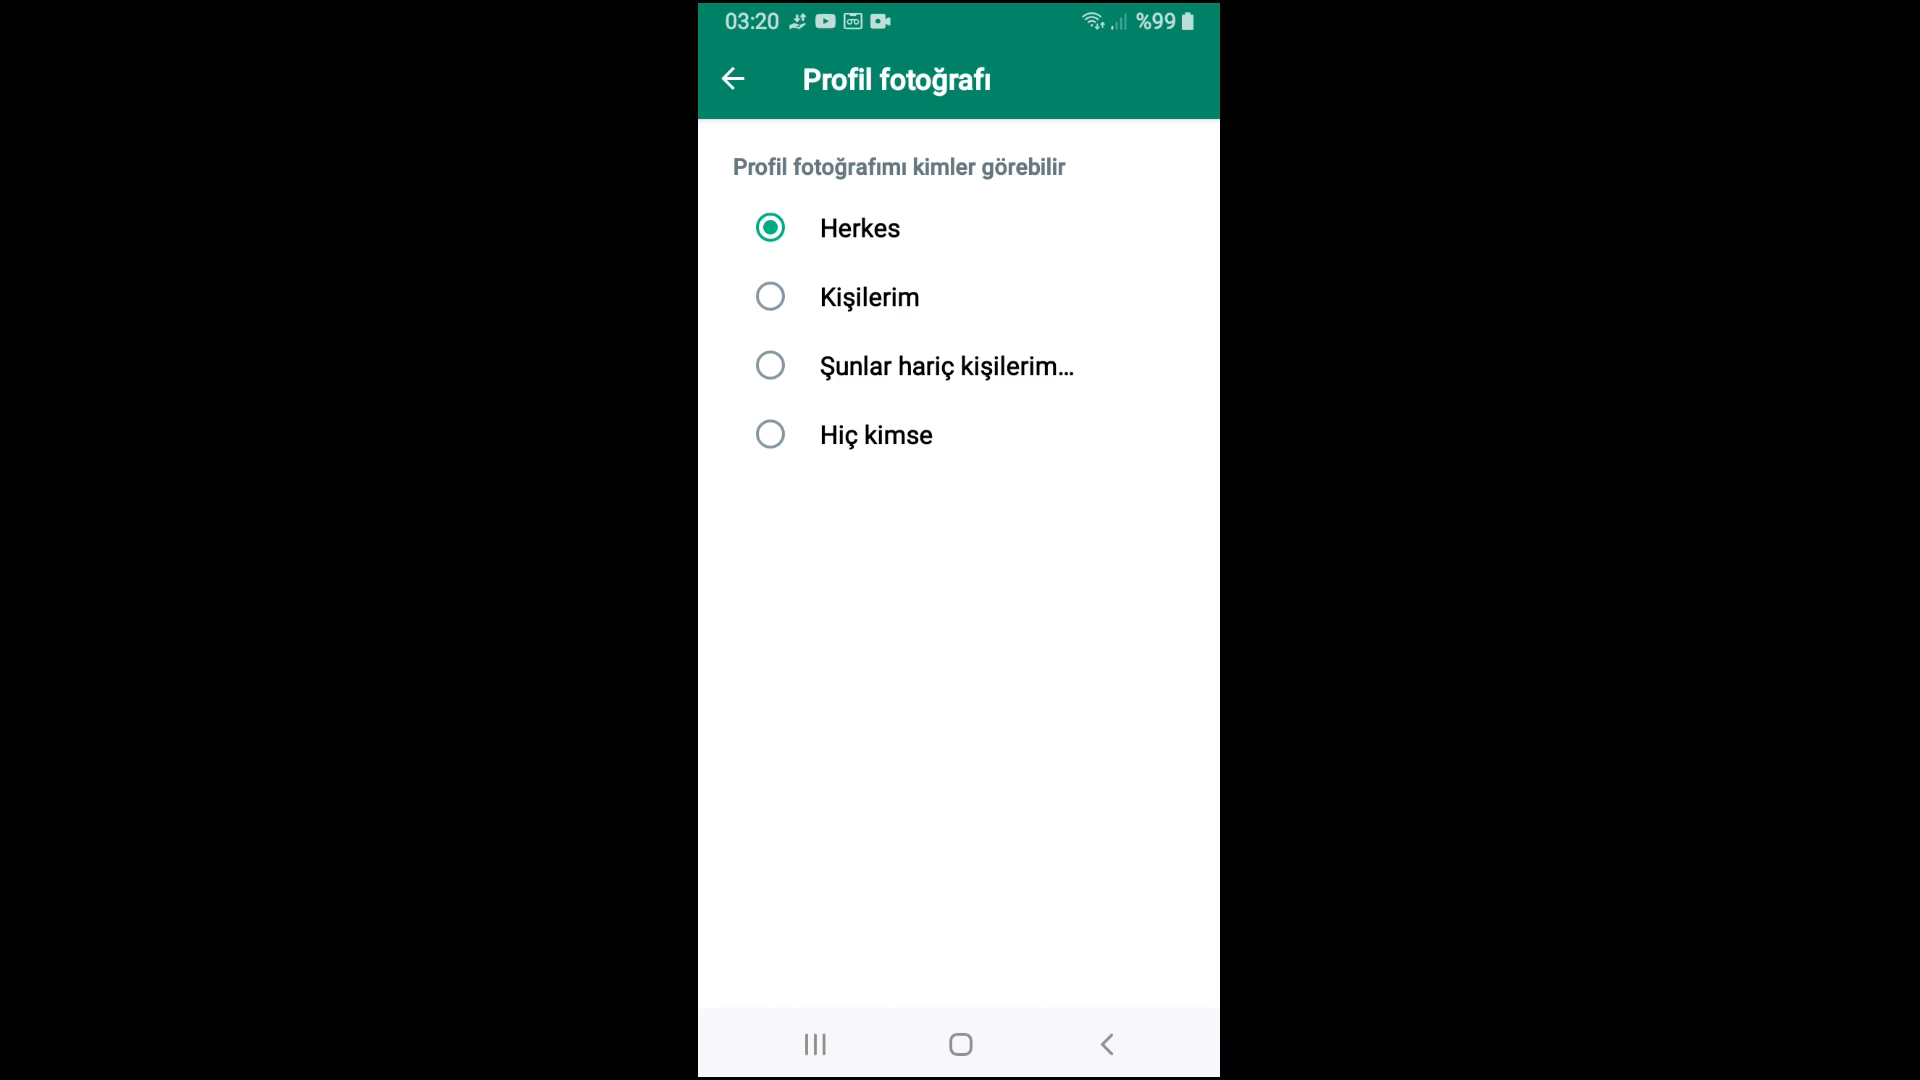 03:20 %99
Profil fotoğrafı
Profil fotoğrafımı kimler görebilir
Herkes
Kişilerim
Şunlar hariç kişilerim...
Hiç kimse